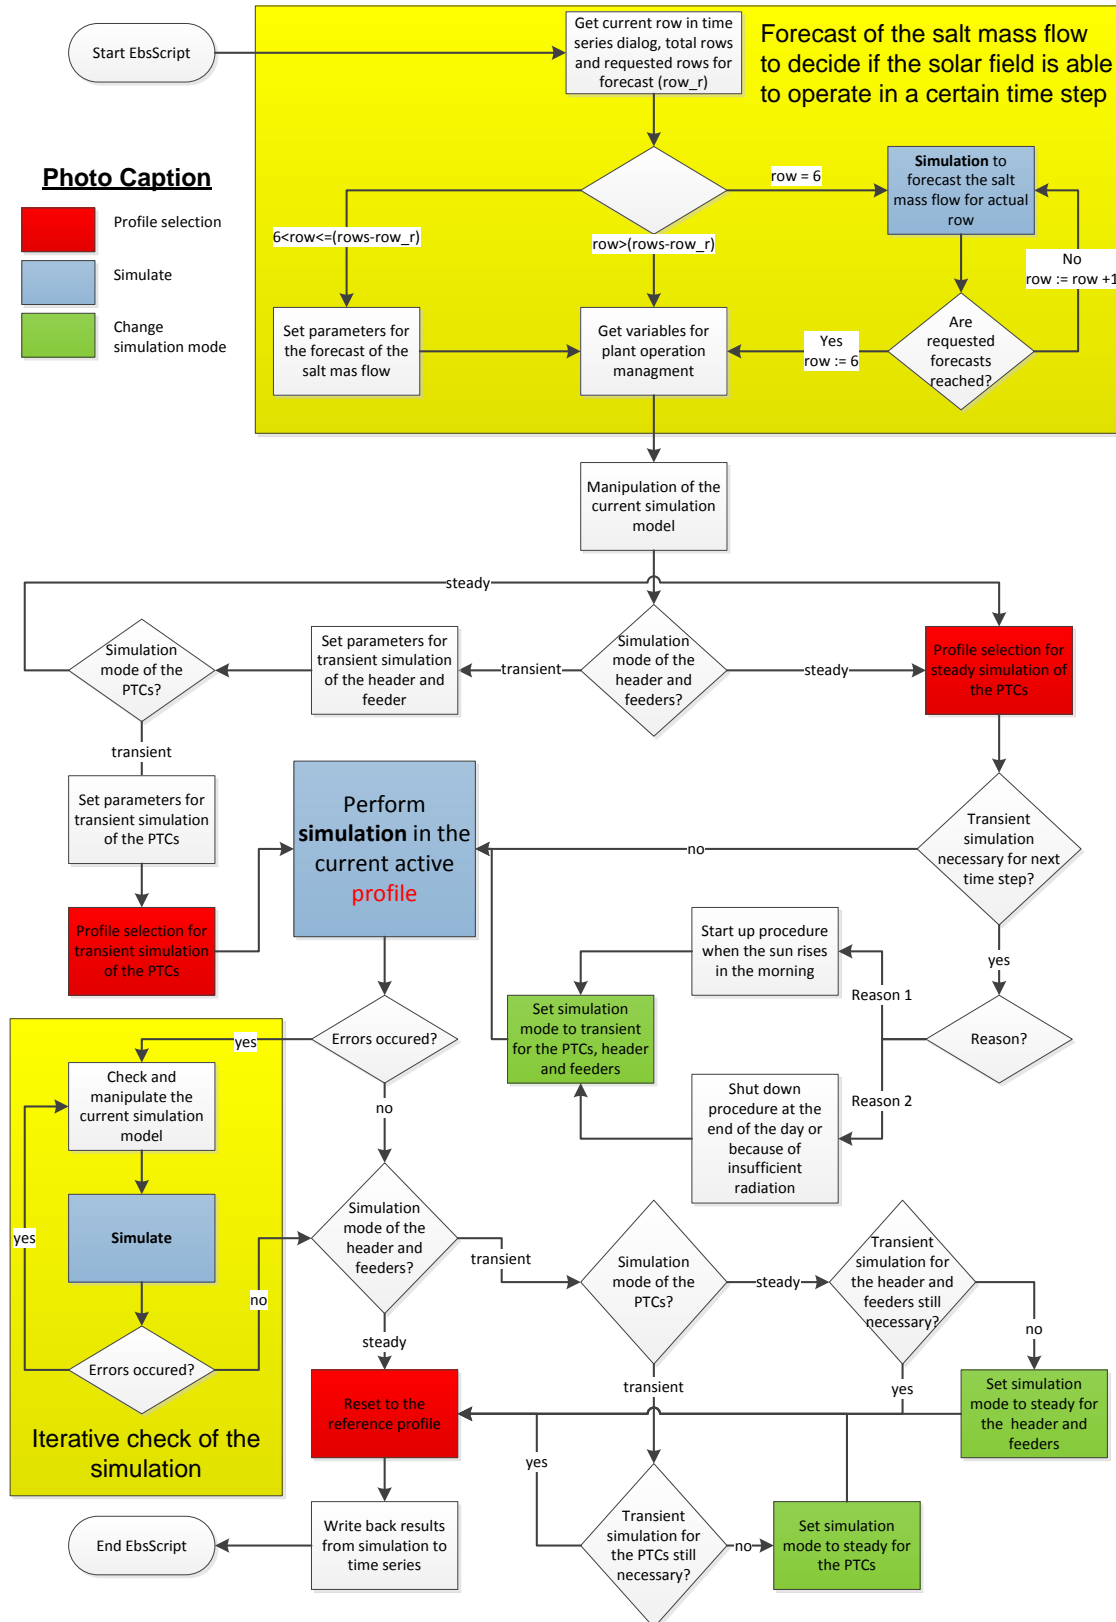 Start EbsScript
Get current row in time
series dialog, total rows
and requested rows for
forecast (row_r)
Forecast of the salt mass flow
to decide if the solar field is able
to operate in a certain time step
Photo Caption
Profile selection
Simulate
Change
simulation mode
row = 6
Simulation to
forecast the salt
mass flow for actual
row
6<row<=(rows-row_r)
row>(rows-row_r)
No
row := row +1
Set parameters for
the forecast of the
salt mas flow
Get variables for
plant operation
managment
Yes
row := 6
Are
requested
forecasts
reached?
Manipulation of the
current simulation
model
steady
Simulation
mode of the
PTCs?
Set parameters for
transient simulation
of the header and
feeder
transient
Simulation
mode of the
header and
feeders?
steady
Profile selection for
steady simulation of
the PTCs
transient
Set parameters for
transient simulation
of the PTCs
Perform
simulation in the
current active
profile
no
Transient
simulation
necessary for next
time step?
Profile selection for
transient simulation
of the PTCs
Start up procedure
when the sun rises
in the morning
yes
Reason 1
Set simulation
mode to transient
for the PTCs, header
and feeders
Reason?
Errors occured?
yes
Check and
manipulate the
current simulation
model
no
Reason 2
Shut down
procedure at the
end of the day or
because of
insufficient
radiation
Simulate
yes
no
Errors occured?
Iterative check of the
simulation
Simulation
mode of the
header and
feeders?
transient
Simulation
mode of the
PTCs?
steady
Transient
simulation for
the header and
feeders still
necessary?
no
steady
transient
yes
Reset to the
reference profile
Set simulation
mode to steady for
the  header and
feeders
yes
End EbsScript
Write back results
from simulation to
time series
Transient
simulation for
the PTCs still
necessary?
no
Set simulation
mode to steady for
the PTCs